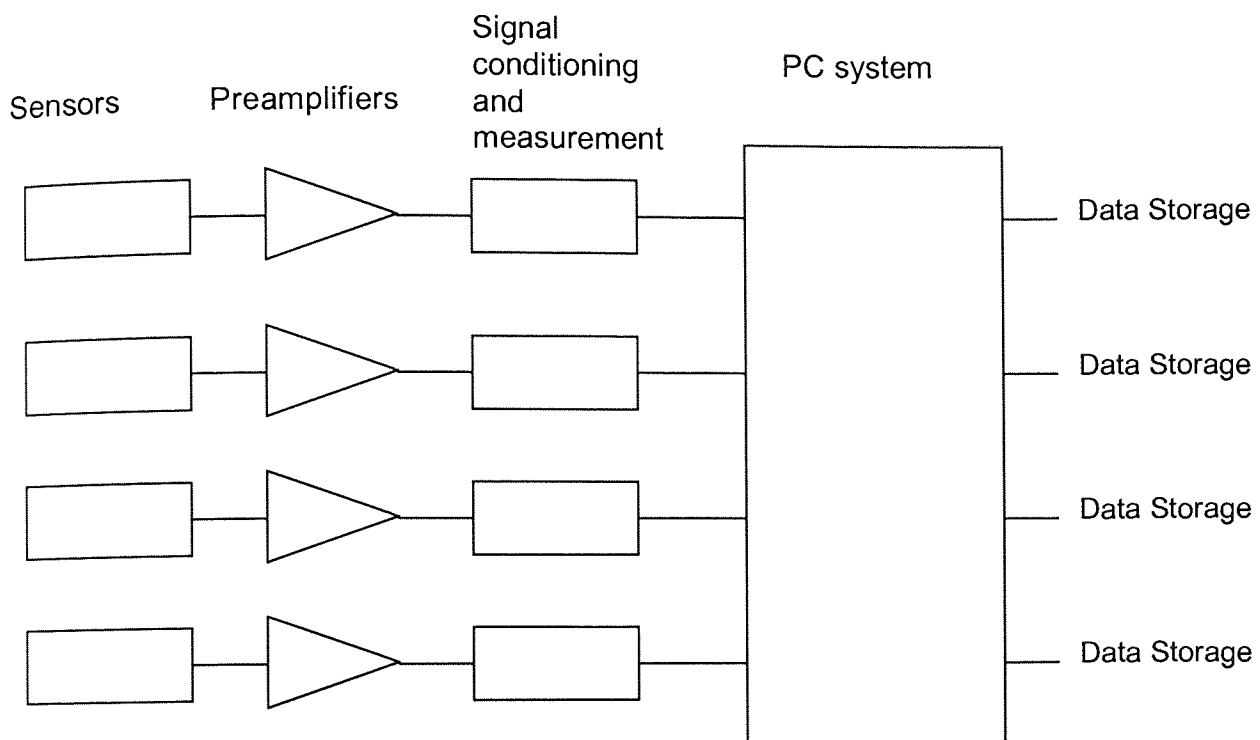 Sensors
Preamplifiers
Signal
conditioning
and
measurement
PC system
Data Storage
Data Storage
Data Storage
Data Storage